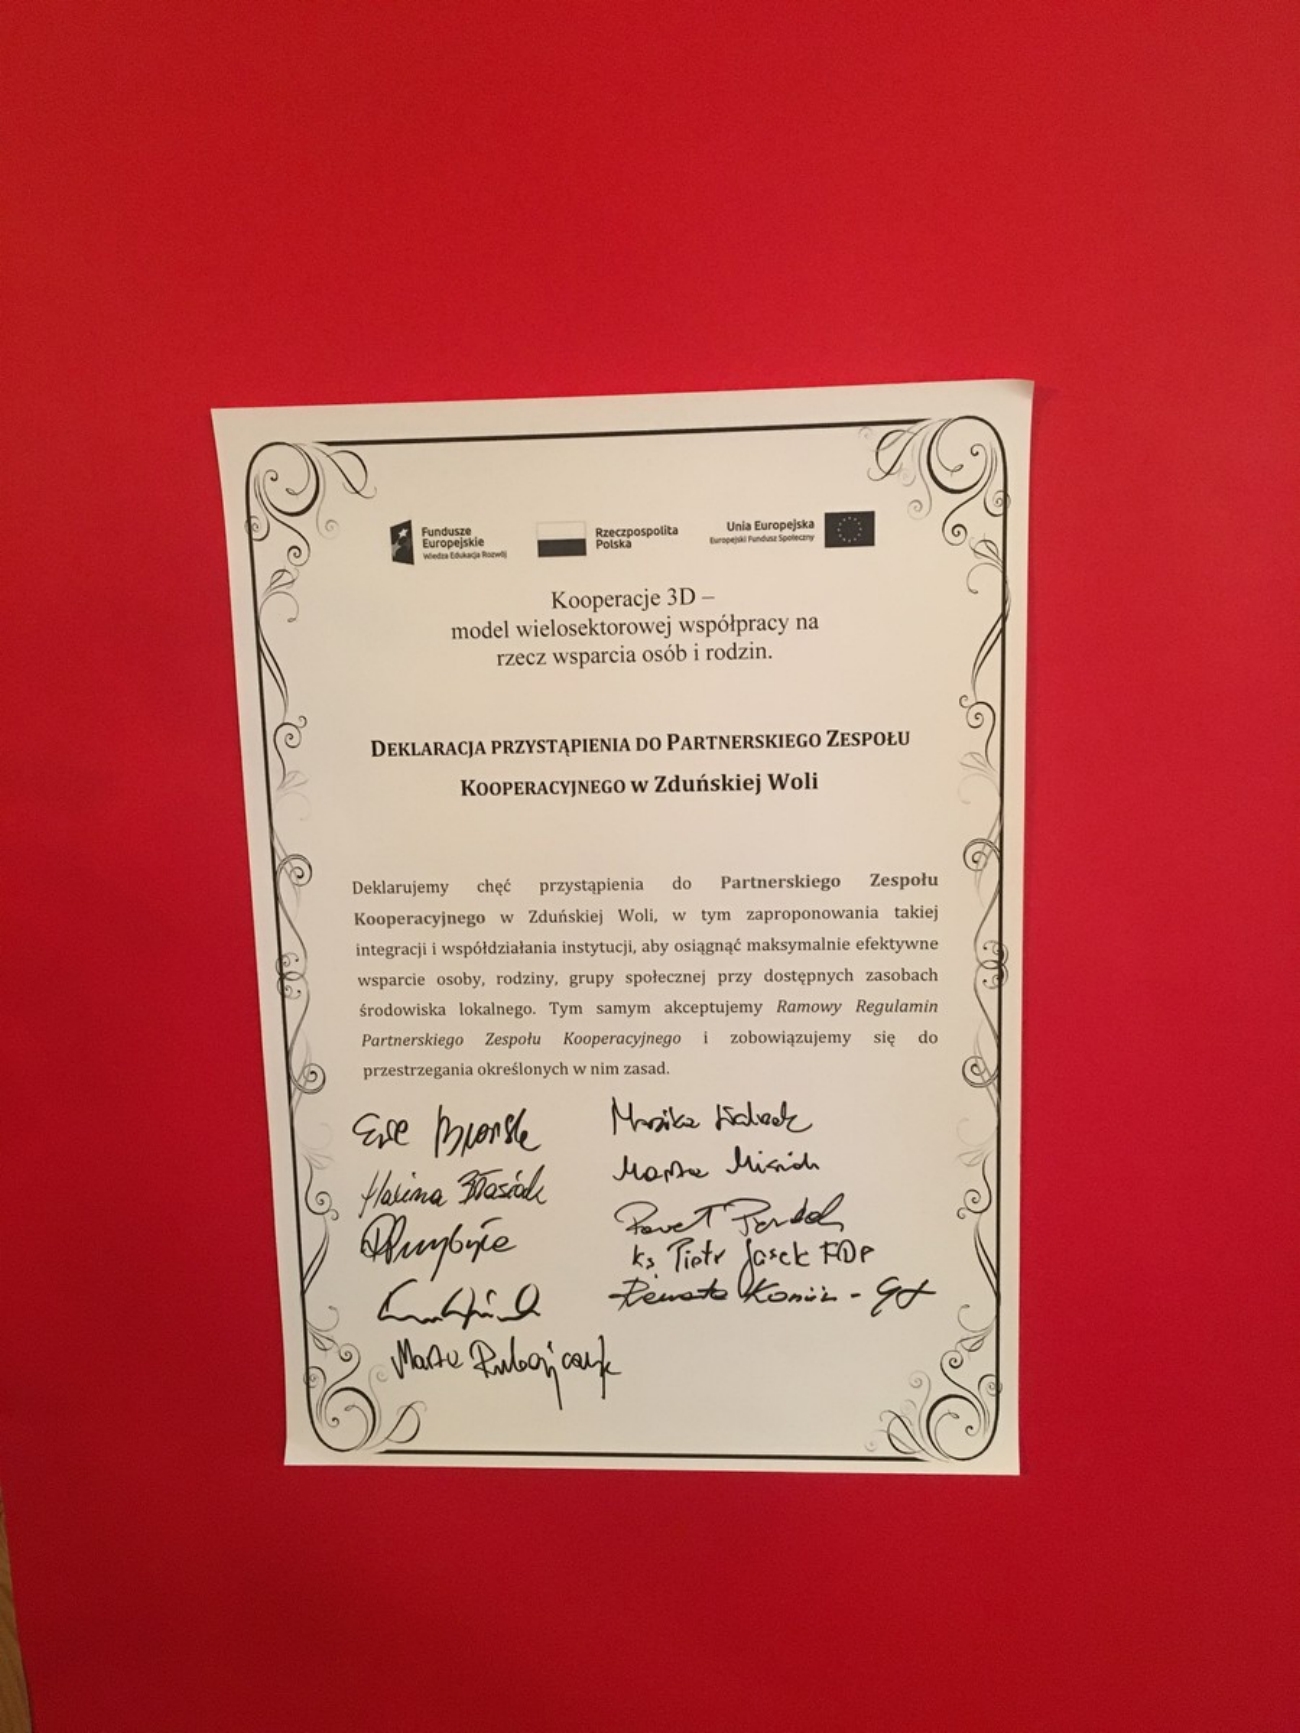 Fundusze
Europejskie
Wiedza Edukacja Rozwój
Rzeczpospolita
Polska
Unia Europejska
Europejski Fundusz Społeczny
Kooperacje 3D –
model wielosektorowej współpracy na
rzecz wsparcia osób i rodzin.
DEKLARACJA PRZYSTĄPIENIA DO PARTNERSKIEGO ZESPOŁU
KOOPERACYJNEGO w Zduńskiej Woli
Deklarujemy chęć przystąpienia do Partnerskiego Zespołu
Kooperacyjnego w Zduńskiej Woli, w tym zaproponowania takiej
integracji i współdziałania instytucji, aby osiągnąć maksymalnie efektywne
wsparcie osoby, rodziny, grupy społecznej przy dostępnych zasobach
środowiska lokalnego. Tym samym akceptujemy Ramowy Regulamin
Partnerskiego Zespołu Kooperacyjnego i zobowiązujemy się do
przestrzegania określonych w nim zasad.
Halina
Monika
Marta
Paweł
ks Piotr Jasek FDP
Renata